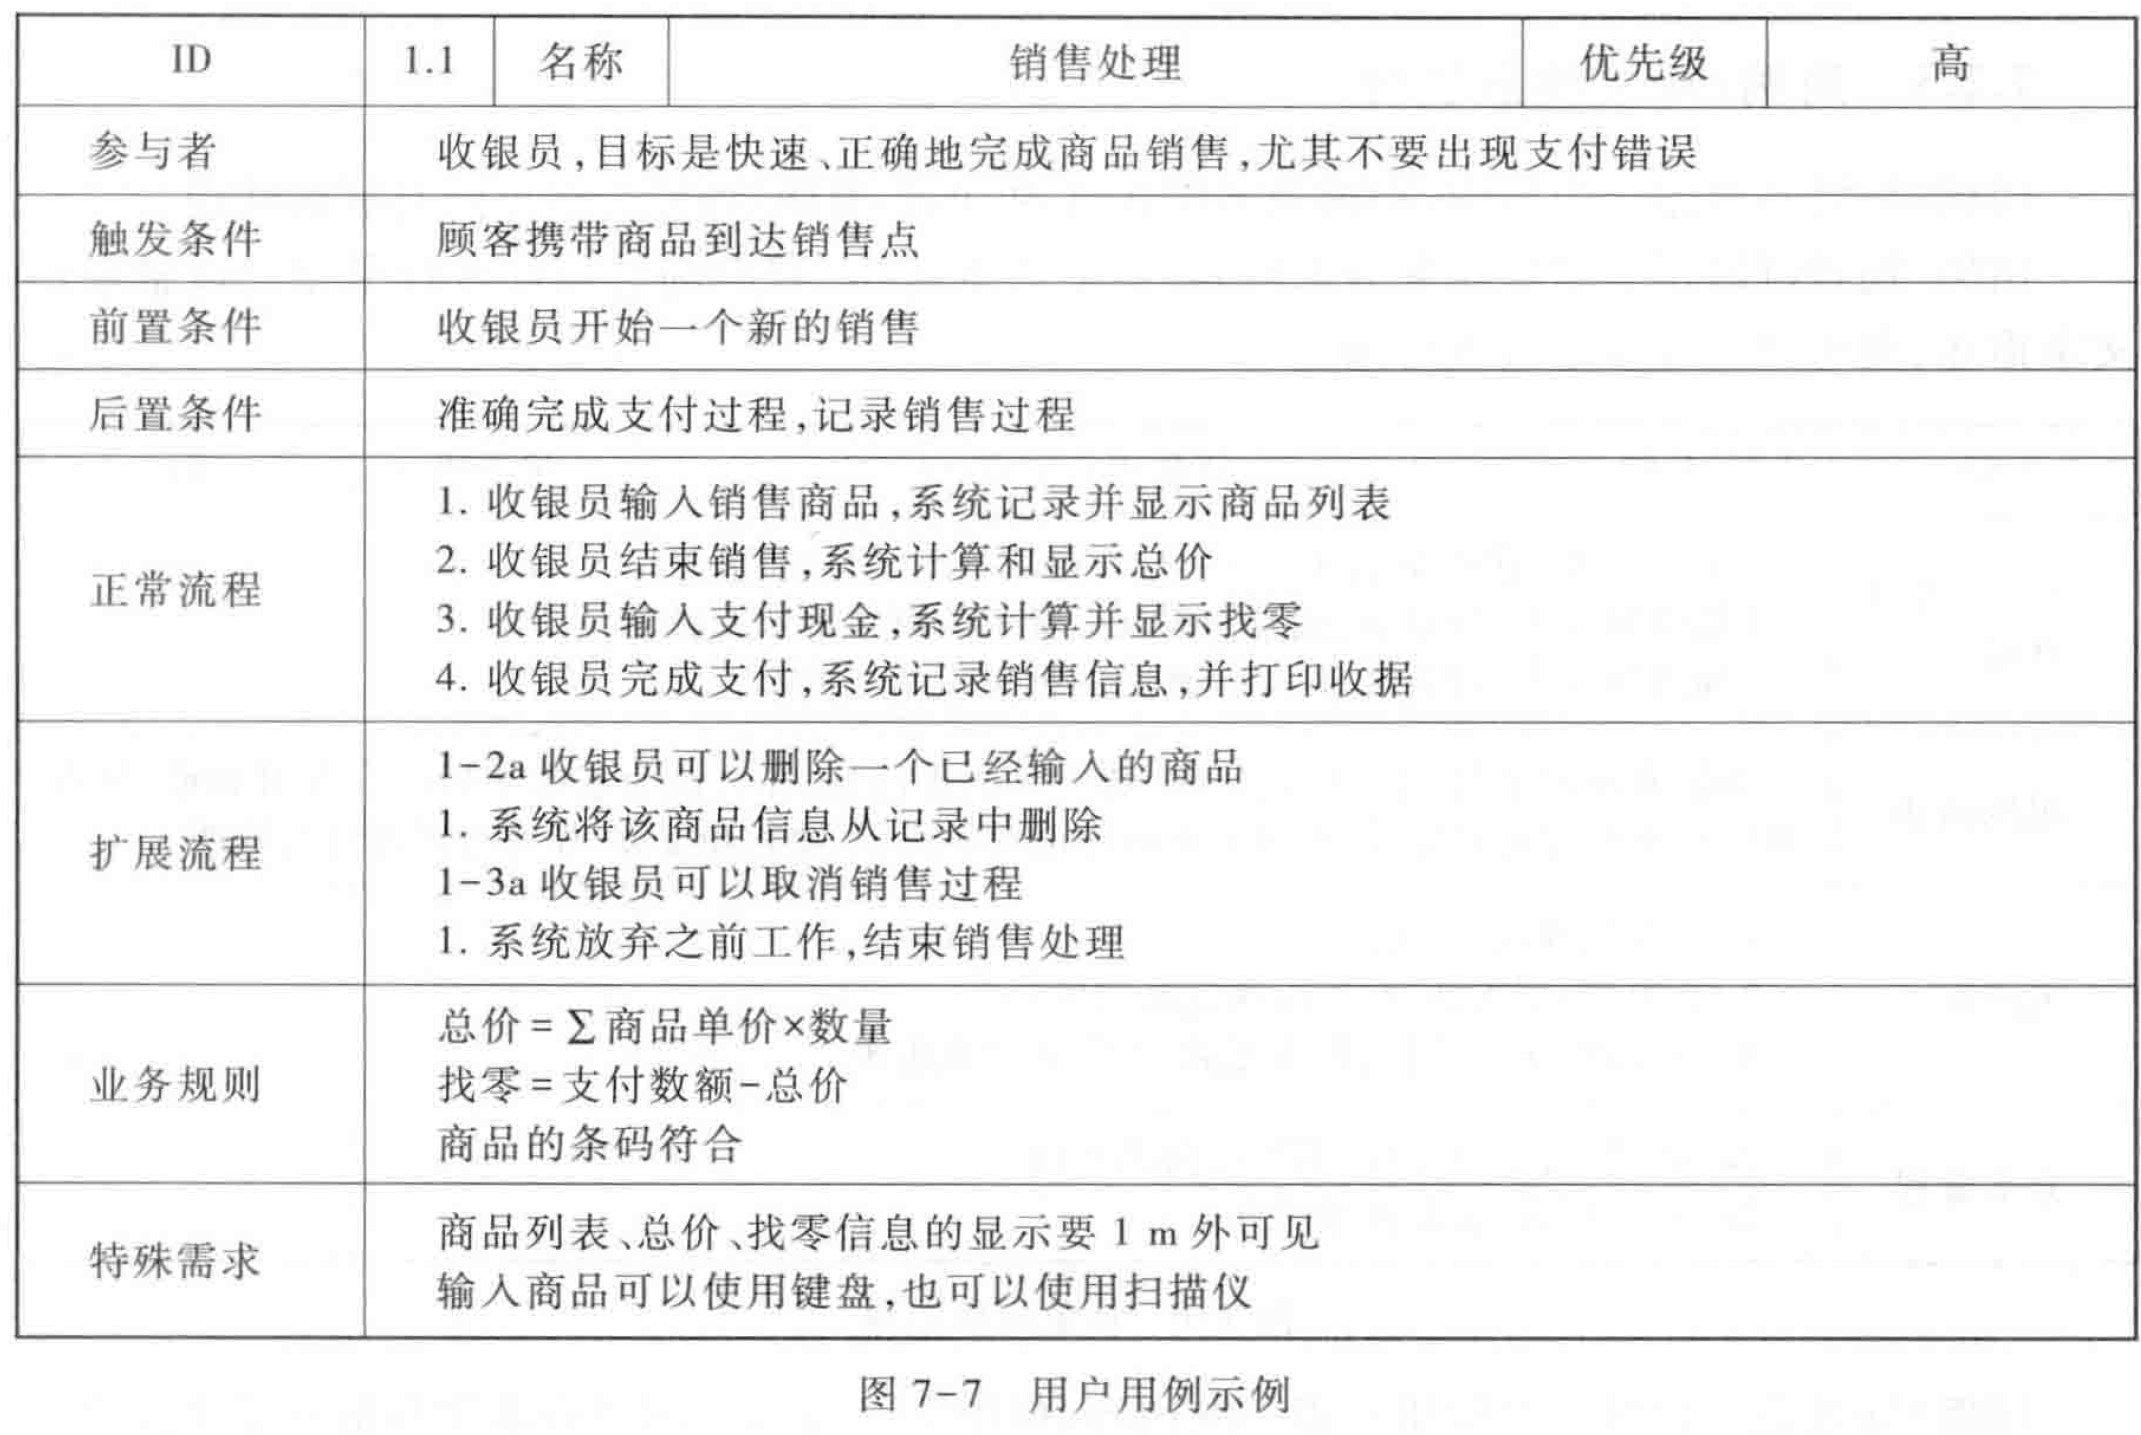 ID 1.1 名称 销售处理 优先级 高
参与者 收银员,目标是快速、正确地完成商品销售,尤其不要出现支付错误
触发条件 顾客携带商品到达销售点
前置条件 收银员开始一个新的销售
后置条件 准确完成支付过程,记录销售过程
正常流程
1. 收银员输入销售商品,系统记录并显示商品列表
2. 收银员结束销售,系统计算和显示总价
3. 收银员输入支付现金,系统计算并显示找零
4. 收银员完成支付,系统记录销售信息,并打印收据
扩展流程
1-2a 收银员可以删除一个已经输入的商品
1. 系统将该商品信息从记录中删除
1-3a 收银员可以取消销售过程
1. 系统放弃之前工作,结束销售处理
业务规则
总价=∑商品单价×数量
找零=支付数额-总价
商品的条码符合
特殊需求
商品列表、总价、找零信息的显示要 1 m 外可见
输入商品可以使用键盘,也可以使用扫描仪
图 7-7 用户用例示例